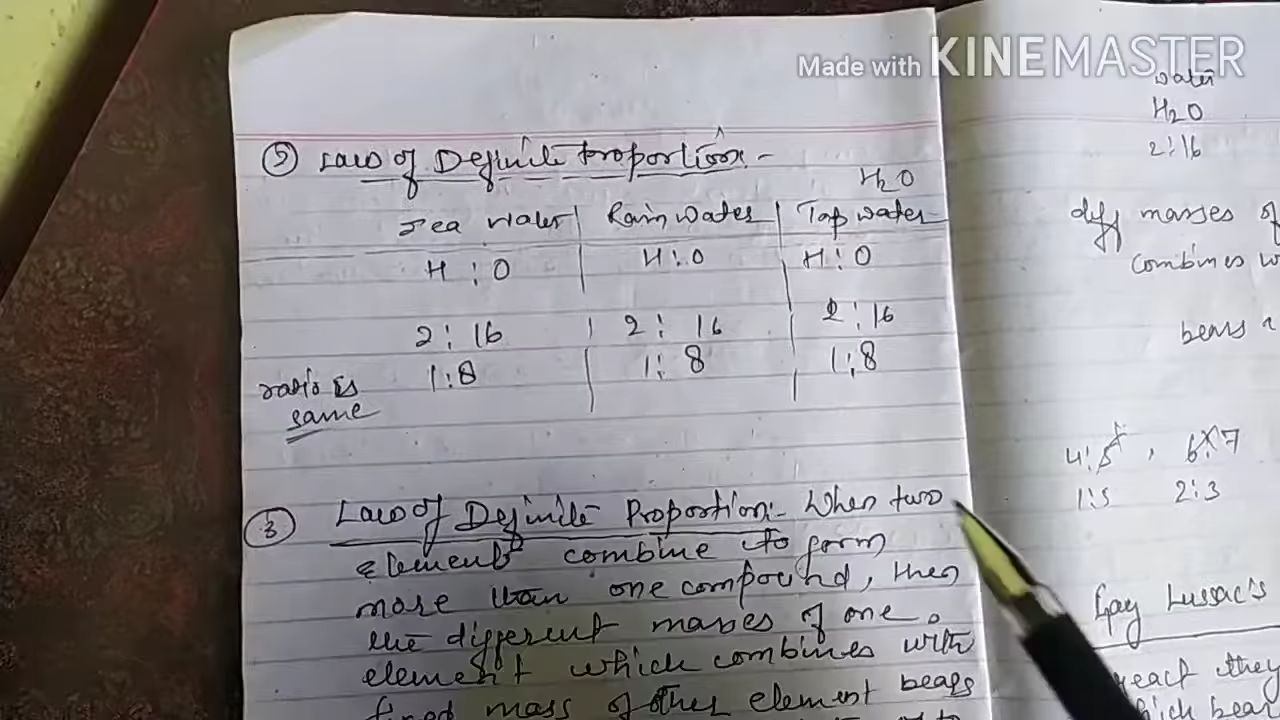 Made with KINEMASTER
② Law of Definite Proportion:-
H₂O
Sea Water | Rain Water | Tap water
H : O | H : O | H : O
2 : 16 | 2 : 16 | 2 : 16
1 : 8 | 1 : 8 | 1 : 8
ratio is
same
③ Law of Definite Proportion:- When two
elements combine to form
more than one compound, then
the different masses of one
element which combines with
fixed mass of other element bears
water
H₂O
2 : 16
diff masses of
combines
bears
4:5 , 6:7
1:5 2:3
Gay Lussac's
react they
which bear